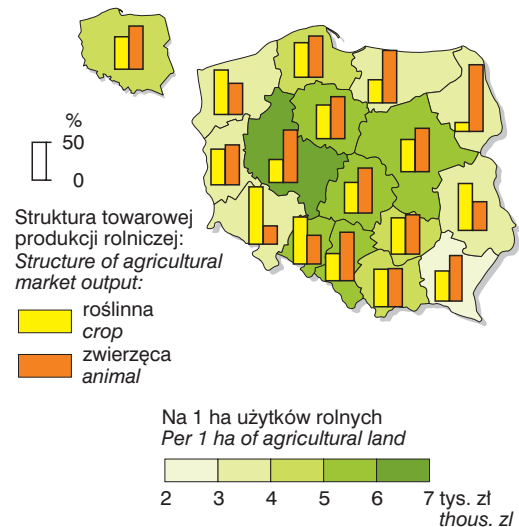 %
50
0
Struktura towarowej
produkcji rolniczej:
Structure of agricultural
market output:
roślinna
crop
zwierzęca
animal
Na 1 ha użytków rolnych
Per 1 ha of agricultural land
2 3 4 5 6 7 tys. zł
thous. zl